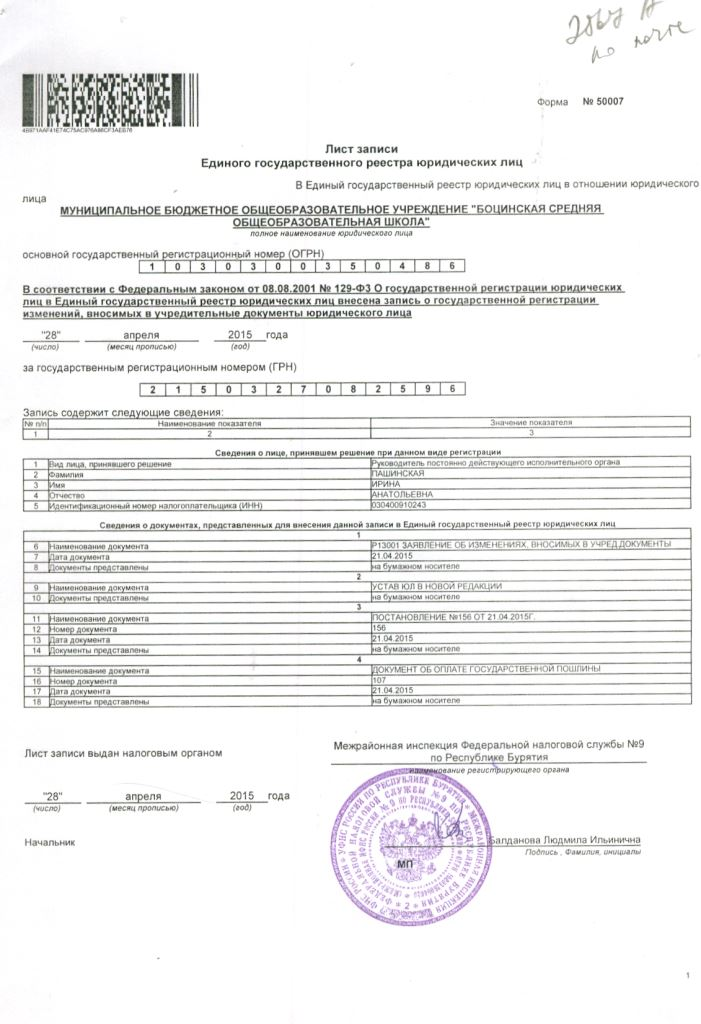 по почте
4B971AAF41E74C75AC976A86CF3AEB76
Форма № 50007
Лист записи
Единого государственного реестра юридических лиц
В Единый государственный реестр юридических лиц в отношении юридического
лица
МУНИЦИПАЛЬНОЕ БЮДЖЕТНОЕ ОБЩЕОБРАЗОВАТЕЛЬНОЕ УЧРЕЖДЕНИЕ "БОЦИНСКАЯ СРЕДНЯЯ
ОБЩЕОБРАЗОВАТЕЛЬНАЯ ШКОЛА"
полное наименование юридического лица
основной государственный регистрационный номер (ОГРН)
1 0 3 0 3 0 0 3 5 0 4 8 6
В соответствии с Федеральным законом от 08.08.2001 № 129-ФЗ О государственной регистрации юридических
лиц в Единый государственный реестр юридических лиц внесена запись о государственной регистрации
изменений, вносимых в учредительные документы юридического лица
"28" апреля 2015 года
(число) (месяц прописью) (год)
за государственным регистрационным номером (ГРН)
2 1 5 0 3 2 7 0 8 2 5 9 6
Запись содержит следующие сведения:
№ п/п Наименование показателя Значение показателя
1 2 3
Сведения о лице, принявшем решение при данном виде регистрации
1 Вид лица, принявшего решение Руководитель постоянно действующего исполнительного органа
2 Фамилия ПАШИНСКАЯ
3 Имя ИРИНА
4 Отчество АНАТОЛЬЕВНА
5 Идентификационный номер налогоплательщика (ИНН) 030400910243
Сведения о документах, представленных для внесения данной записи в Единый государственный реестр юридических лиц
1
6 Наименование документа Р13001 ЗАЯВЛЕНИЕ ОБ ИЗМЕНЕНИЯХ, ВНОСИМЫХ В УЧРЕД.ДОКУМЕНТЫ
7 Дата документа 21.04.2015
8 Документы представлены на бумажном носителе
2
9 Наименование документа УСТАВ ЮЛ В НОВОЙ РЕДАКЦИИ
10 Документы представлены на бумажном носителе
3
11 Наименование документа ПОСТАНОВЛЕНИЕ №156 ОТ 21.04.2015Г.
12 Номер документа 156
13 Дата документа 21.04.2015
14 Документы представлены на бумажном носителе
4
15 Наименование документа ДОКУМЕНТ ОБ ОПЛАТЕ ГОСУДАРСТВЕННОЙ ПОШЛИНЫ
16 Номер документа 107
17 Дата документа 21.04.2015
18 Документы представлены на бумажном носителе
Лист записи выдан налоговым органом
Межрайонная инспекция Федеральной налоговой службы №9
по Республике Бурятия
наименование регистрирующего органа
"28" апреля 2015 года
(число) (месяц прописью) (год)
Начальник
Балданова Людмила Ильинична
Подпись , Фамилия, инициалы
МП
1